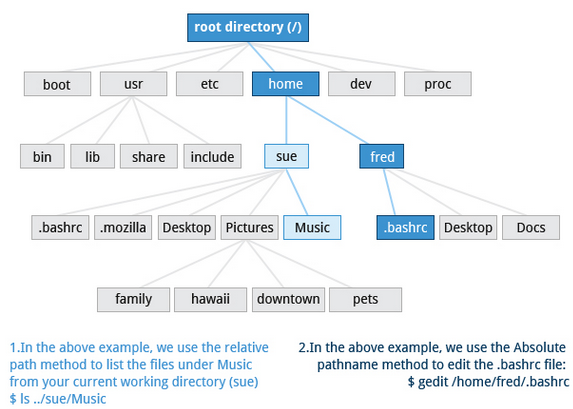 root directory (/)
boot usr etc home dev proc
bin lib share include sue fred
.bashrc .mozilla Desktop Pictures Music .bashrc Desktop Docs
family hawaii downtown pets
1.In the above example, we use the relative
path method to list the files under Music
from your current working directory (sue)
$ ls ../sue/Music
2.In the above example, we use the Absolute
pathname method to edit the .bashrc file:
$ gedit /home/fred/.bashrc